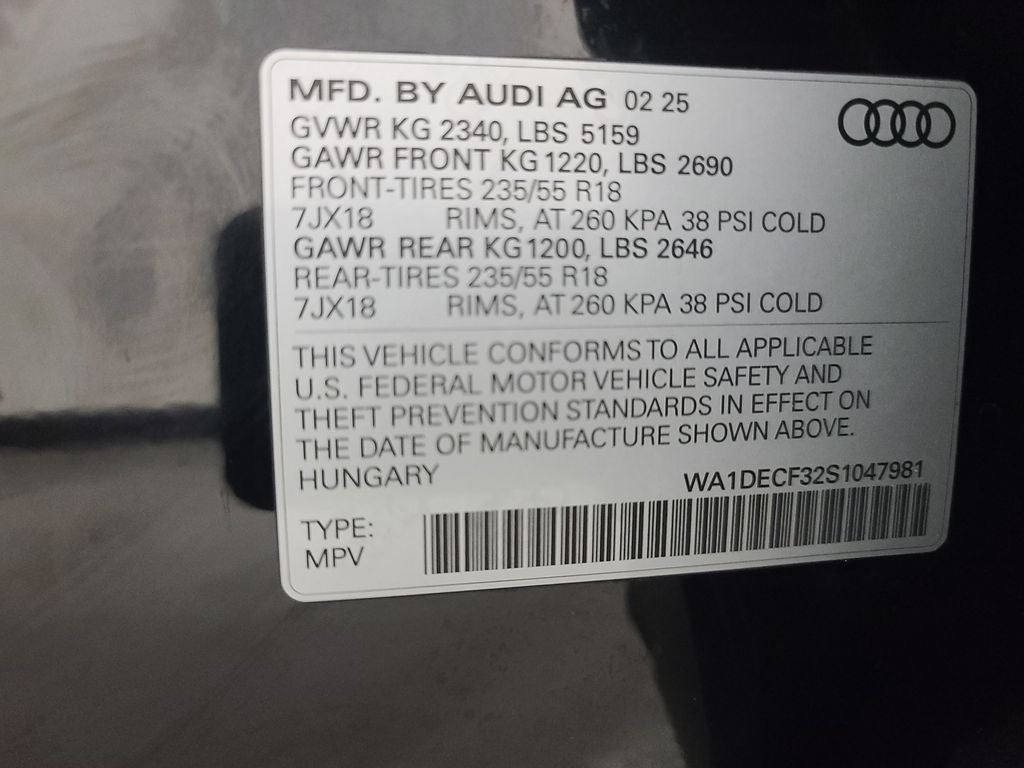 MFD. BY AUDI AG 02 25
GVWR KG 2340, LBS 5159
GAWR FRONT KG 1220, LBS 2690
FRONT-TIRES 235/55 R18
7JX18 RIMS, AT 260 KPA 38 PSI COLD
GAWR REAR KG 1200, LBS 2646
REAR-TIRES 235/55 R18
7JX18 RIMS, AT 260 KPA 38 PSI COLD
THIS VEHICLE CONFORMS TO ALL APPLICABLE
U.S. FEDERAL MOTOR VEHICLE SAFETY AND
THEFT PREVENTION STANDARDS IN EFFECT ON
THE DATE OF MANUFACTURE SHOWN ABOVE.
HUNGARY WA1DECF32S1047981
TYPE:
MPV